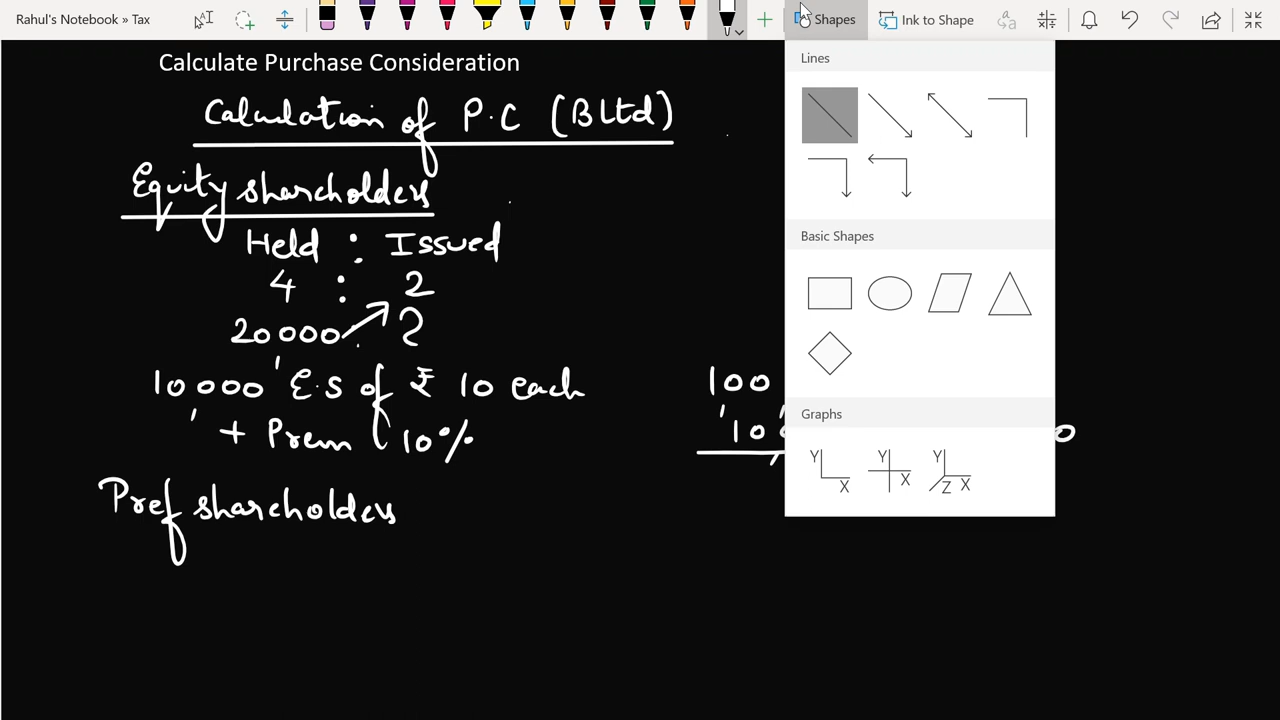 Rahul's Notebook » Tax
Shapes
Ink to Shape
Calculate Purchase Consideration
Calculation of P.C (B Ltd)
Equity shareholders
Held : Issued
4 : 2
20000 ?
10000 E.S of ₹ 10 each
+ Prem (10%
Pref shareholders
100
Lines
Basic Shapes
Graphs
Y X
Y X
Y Z X